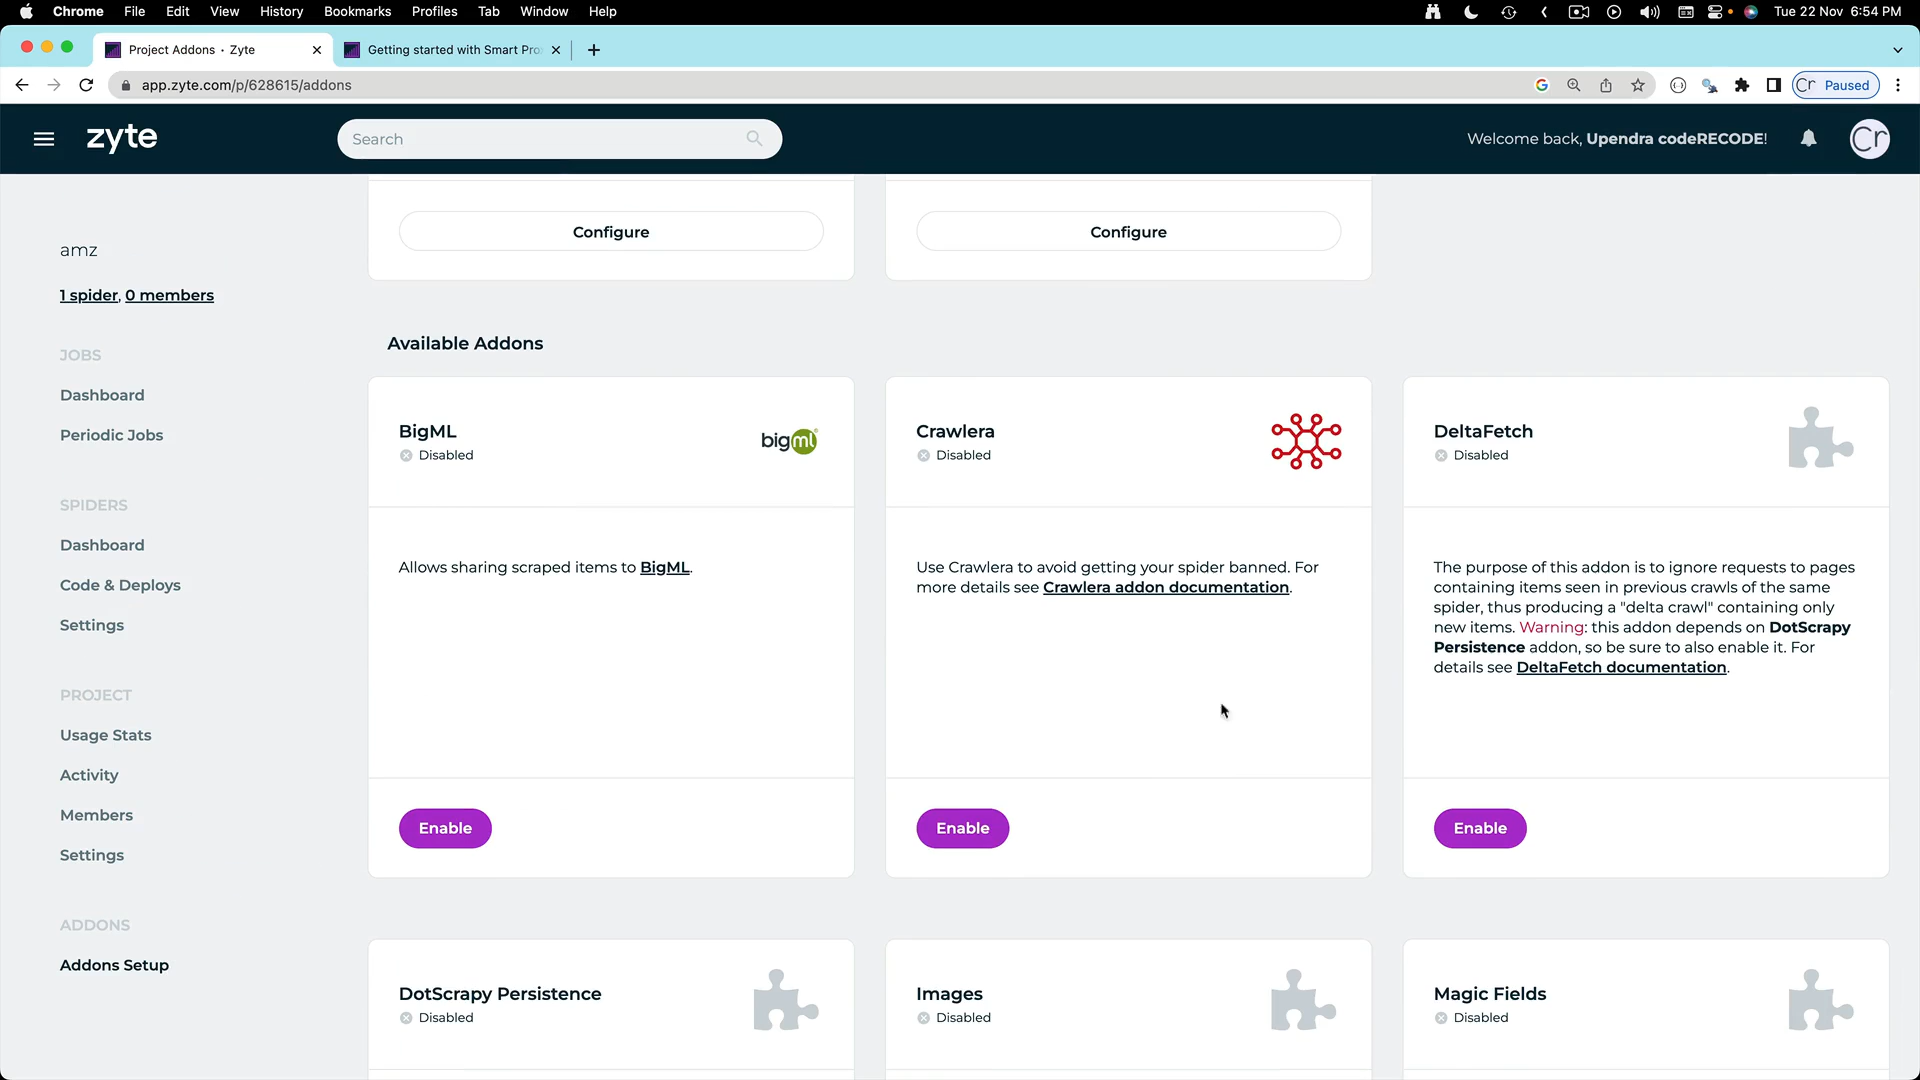 Chrome File Edit View History Bookmarks Profiles Tab Window Help Tue 22 Nov 6:54 PM
Project Addons • Zyte
Getting started with Smart Pro
app.zyte.com/p/628615/addons
Cr Paused
zyte
Search
Welcome back, Upendra codeRECODE!
Cr
amz
1 spider, 0 members
JOBS
Dashboard
Periodic Jobs
SPIDERS
Dashboard
Code & Deploys
Settings
PROJECT
Usage Stats
Activity
Members
Settings
ADDONS
Addons Setup
Configure
Configure
Available Addons
BigML
Disabled
bigml
Allows sharing scraped items to BigML.
Enable
Crawlera
Disabled
Use Crawlera to avoid getting your spider banned. For
more details see Crawlera addon documentation.
Enable
DeltaFetch
Disabled
The purpose of this addon is to ignore requests to pages
containing items seen in previous crawls of the same
spider, thus producing a "delta crawl" containing only
new items. Warning: this addon depends on DotScrapy
Persistence addon, so be sure to also enable it. For
details see DeltaFetch documentation.
Enable
DotScrapy Persistence
Disabled
Images
Disabled
Magic Fields
Disabled